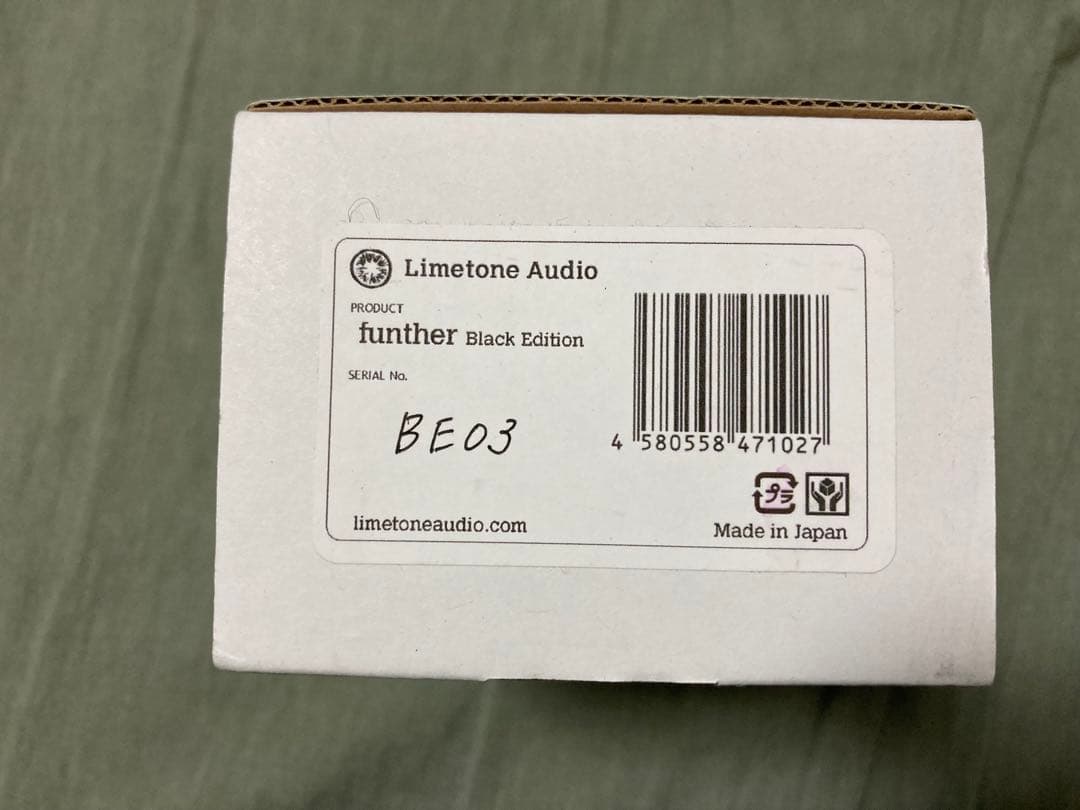 Limetone Audio
PRODUCT
funther Black Edition
SERIAL No.
BE03
4 580558 471027
プラ
limetoneaudio.com
Made in Japan